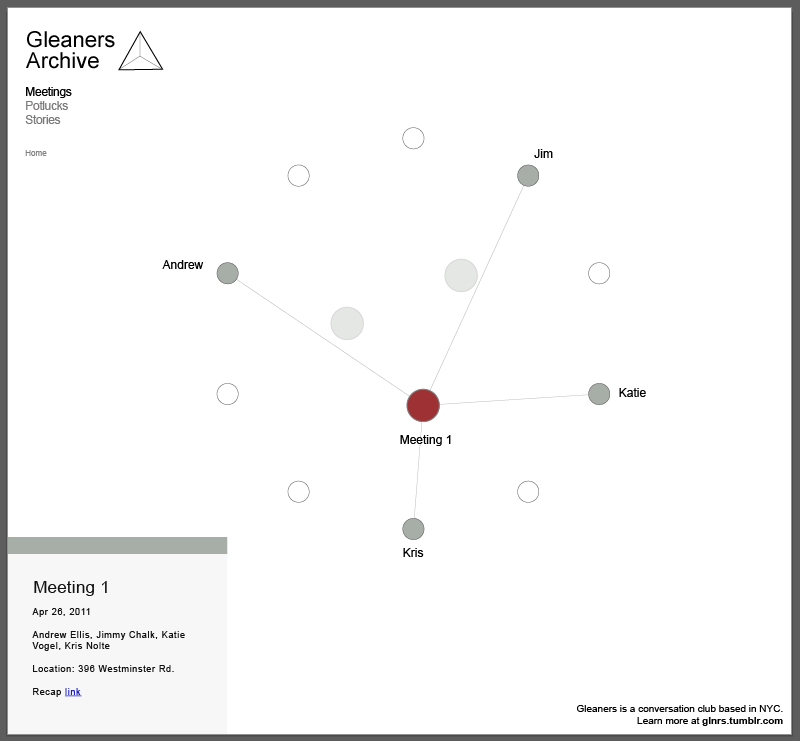 Gleaners
Archive
Meetings
Potlucks
Stories
Home
Jim
Andrew
Katie
Meeting 1
Kris
Meeting 1
Apr 26, 2011
Andrew Ellis, Jimmy Chalk, Katie
Vogel, Kris Nolte
Location: 396 Westminster Rd.
Recap link
Gleaners is a conversation club based in NYC.
Learn more at glnrs.tumblr.com